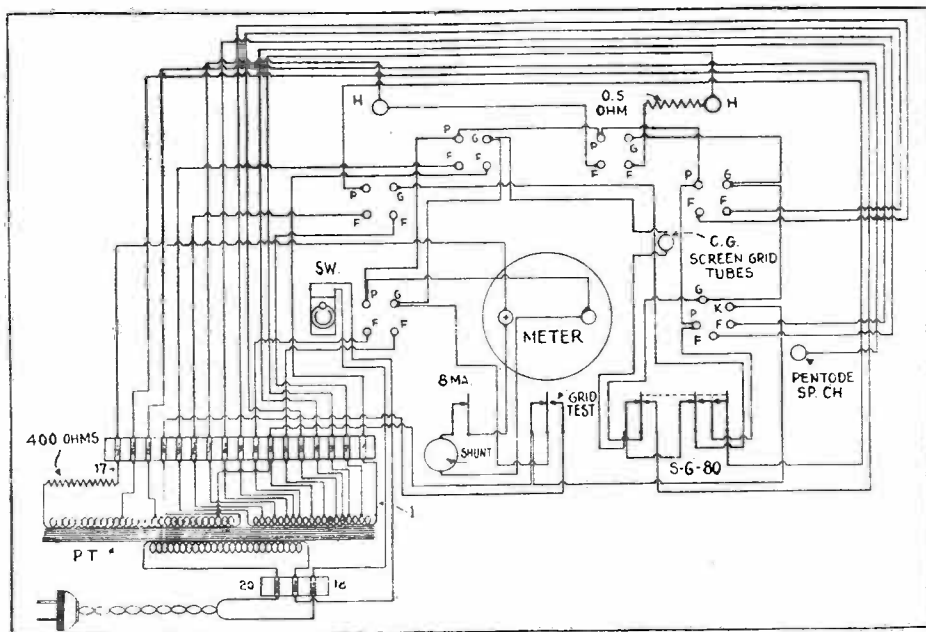 H
0.5
OHM
H
P G
F F
P G
F F
P G
F F
P G
F F
C.G.
SCREEN GRID
TUBES
SW.
P G
F F
METER
G
K
P
F
F
PENTODE
SP. CH
8 MA.
GRID
TEST
SHUNT
S-G-80
400 OHMS
17
1
PT
20 18